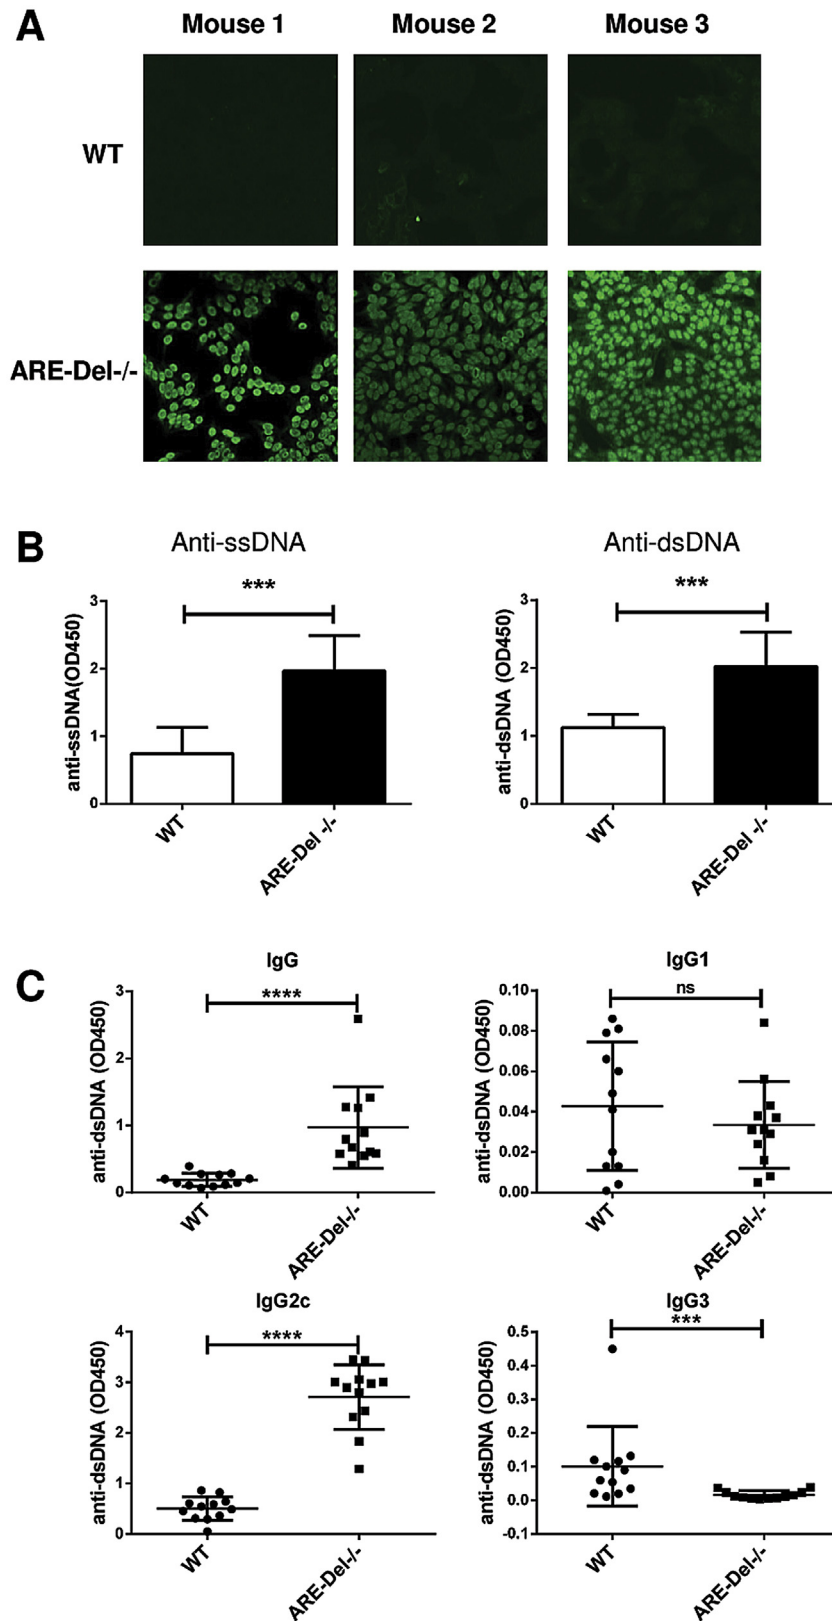 A
Mouse 1 Mouse 2 Mouse 3
WT
ARE-Del-/-
B
Anti-ssDNA
***
anti-ssDNA(OD450)
3
2
1
0
WT
ARE-Del -/-
Anti-dsDNA
***
anti-dsDNA (OD450)
3
2
1
0
WT
ARE-Del -/-
C
IgG
****
anti-dsDNA (OD450)
3
2
1
0
WT
ARE-Del-/-
IgG1
ns
anti-dsDNA (OD450)
0.10
0.08
0.06
0.04
0.02
0.00
WT
ARE-Del-/-
IgG2c
****
anti-dsDNA (OD450)
4
3
2
1
0
WT
ARE-Del-/-
IgG3
***
anti-dsDNA (OD450)
0.5
0.4
0.3
0.2
0.1
0.0
-0.1
WT
ARE-Del-/-